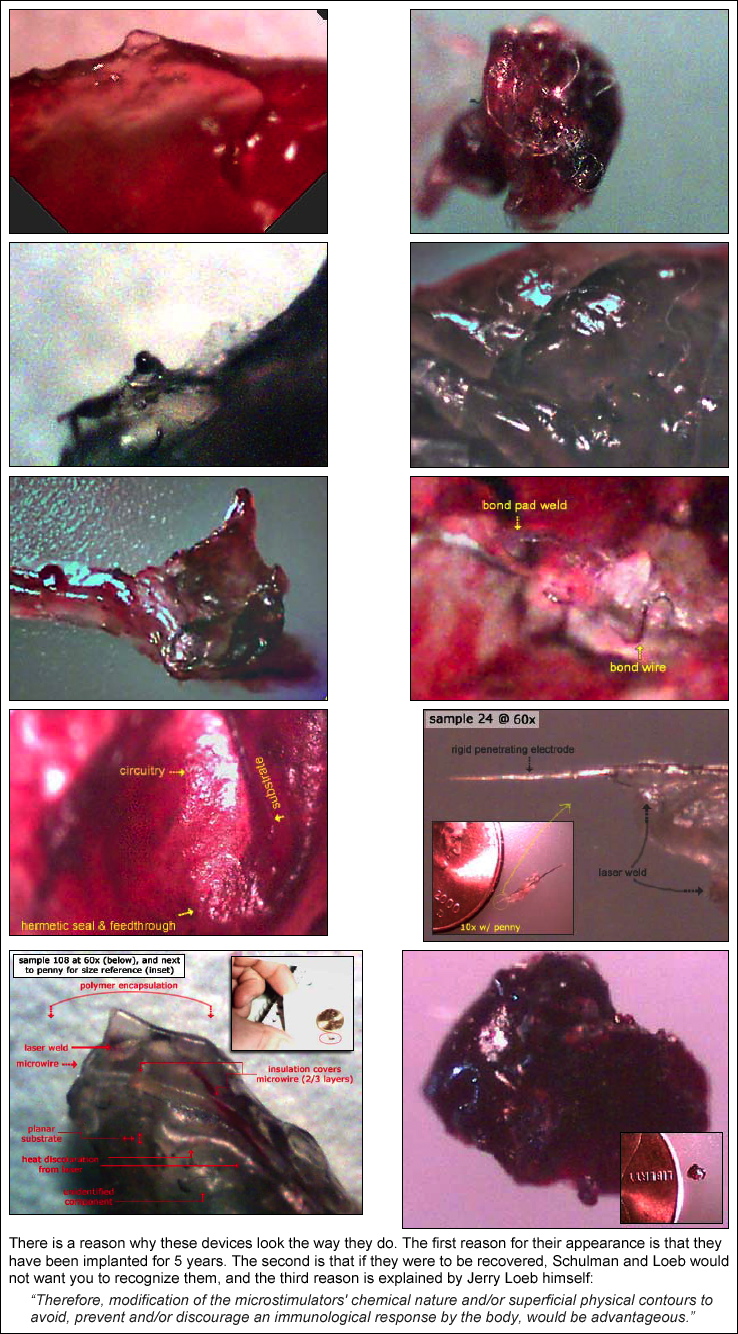 bond pad weld
bond wire
circuitry
substrate
hermetic seal & feedthrough
sample 24 @ 60x
rigid penetrating electrode
laser weld
10x w/ penny
sample 108 at 60x (below), and next
to penny for size reference (inset)
polymer encapsulation
laser weld
microwire
insulation covers
microwire (2/3 layers)
planar
substrate
heat discoloration
from laser
unidentified
component
LIBERTY
There is a reason why these devices look the way they do. The first reason for their appearance is that they
have been implanted for 5 years. The second is that if they were to be recovered, Schulman and Loeb would
not want you to recognize them, and the third reason is explained by Jerry Loeb himself:
“Therefore, modification of the microstimulators' chemical nature and/or superficial physical contours to
avoid, prevent and/or discourage an immunological response by the body, would be advantageous.”